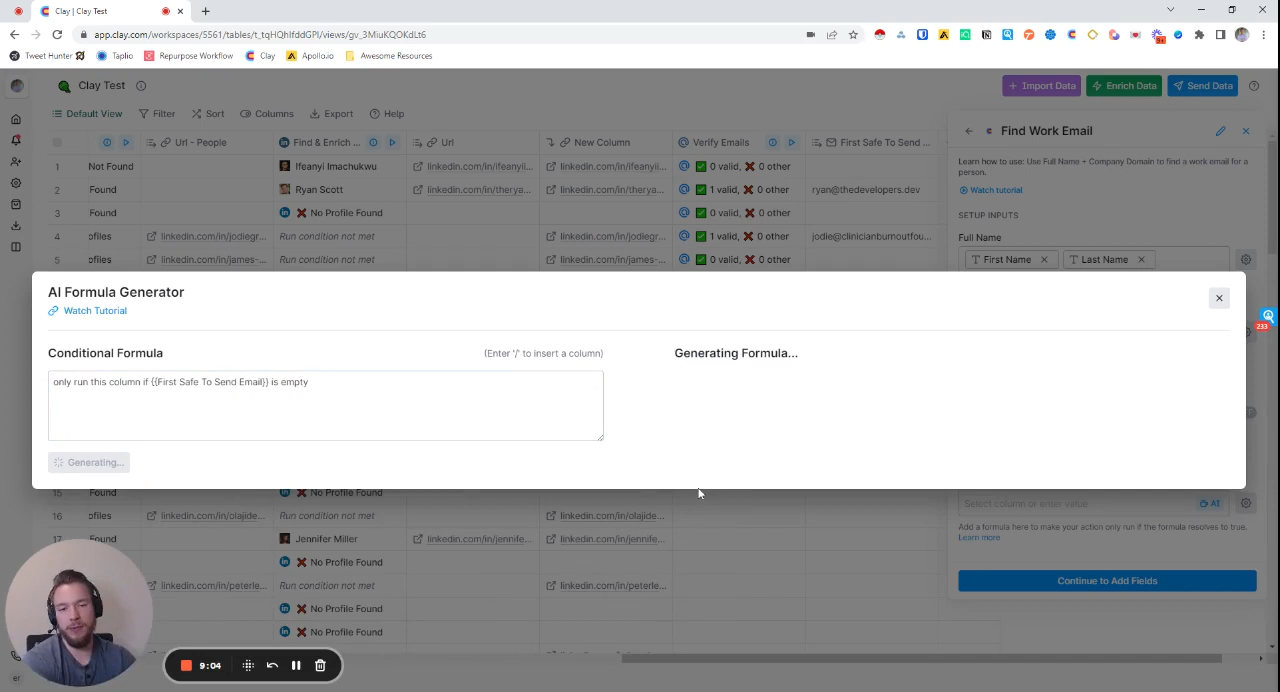 Clay | Clay Test
app.clay.com/workspaces/5561/tables/t_tqHQhIfddGPI/views/gv_3MiuKQOKdLt6
Tweet Hunter
Taplio
Repurpose Workflow
Clay
Apollo.io
Awesome Resources
Clay Test
Import Data
Enrich Data
Send Data
Default View
Filter
Sort
Columns
Export
Help
Url - People
Find & Enrich ...
Url
New Column
Verify Emails
First Safe To Send ...
1 Not Found Ifeanyi Imachukwu linkedin.com/in/ifeanyii... linkedin.com/in/ifeanyii... 0 valid, 0 other
2 Found Ryan Scott linkedin.com/in/therya... linkedin.com/in/therya... 1 valid, 0 other ryan@thedevelopers.dev
3 Found No Profile Found 0 valid, 0 other
4 ofiles linkedin.com/in/jodiegr... Run condition not met linkedin.com/in/jodiegr... 1 valid, 0 other jodie@clinicianburnoutfou...
5 ofiles linkedin.com/in/james-... Run condition not met linkedin.com/in/james-... 0 valid, 0 other
Find Work Email
Learn how to use: Use Full Name + Company Domain to find a work email for a person.
Watch tutorial
SETUP INPUTS
Full Name
First Name
Last Name
AI Formula Generator
Watch Tutorial
Conditional Formula
(Enter '/' to insert a column)
only run this column if {{First Safe To Send Email}} is empty
Generating...
Generating Formula...
233
15 Found No Profile Found
16 ofiles linkedin.com/in/olajide... Run condition not met linkedin.com/in/olajide...
17 Found Jennifer Miller linkedin.com/in/jennife... linkedin.com/in/jennife...
Found No Profile Found
linkedin.com/in/peterle... Run condition not met linkedin.com/in/peterle...
No Profile Found
No Profile Found
Select column or enter value
AI
Add a formula here to make your action only run if the formula resolves to true.
Learn more
Continue to Add Fields
9:04
er